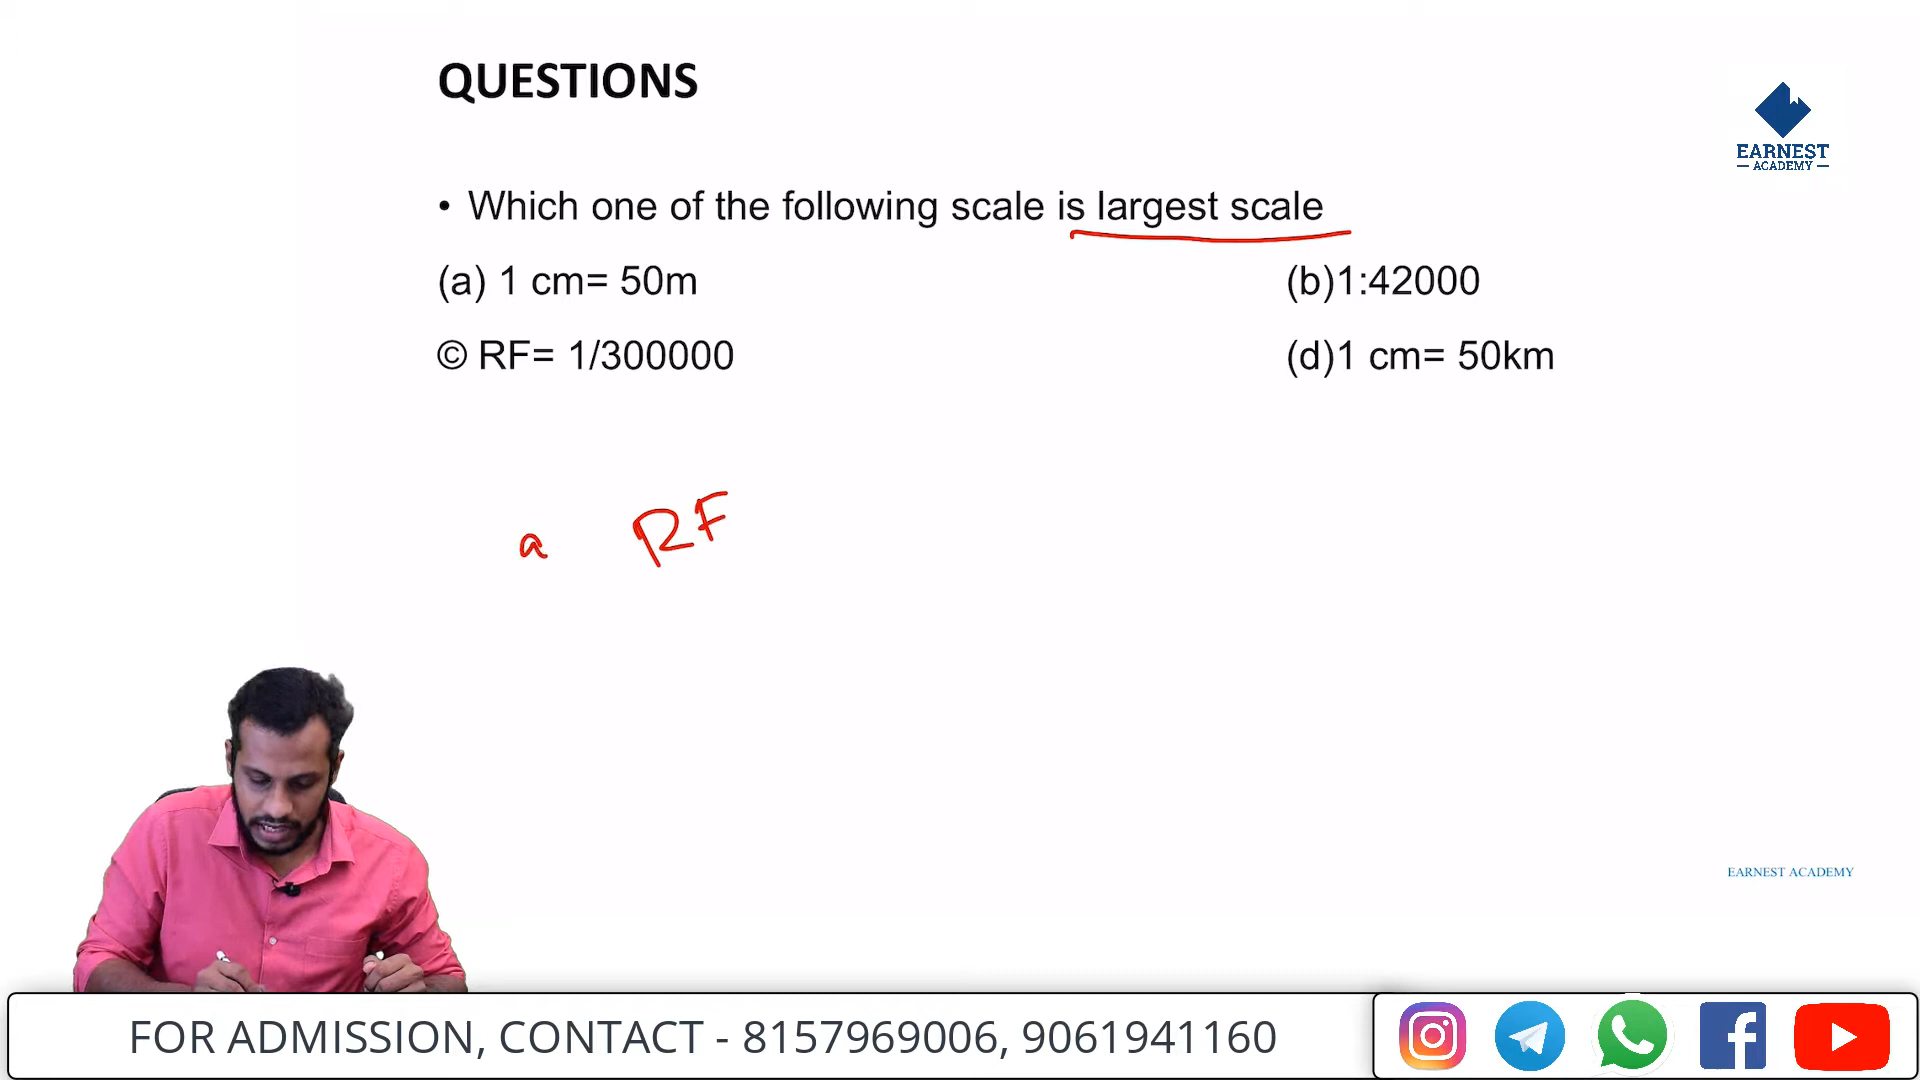 QUESTIONS
EARNEST
ACADEMY
• Which one of the following scale is largest scale
(a) 1 cm= 50m (b)1:42000
© RF= 1/300000 (d)1 cm= 50km
a RF
EARNEST ACADEMY
FOR ADMISSION, CONTACT - 8157969006, 9061941160